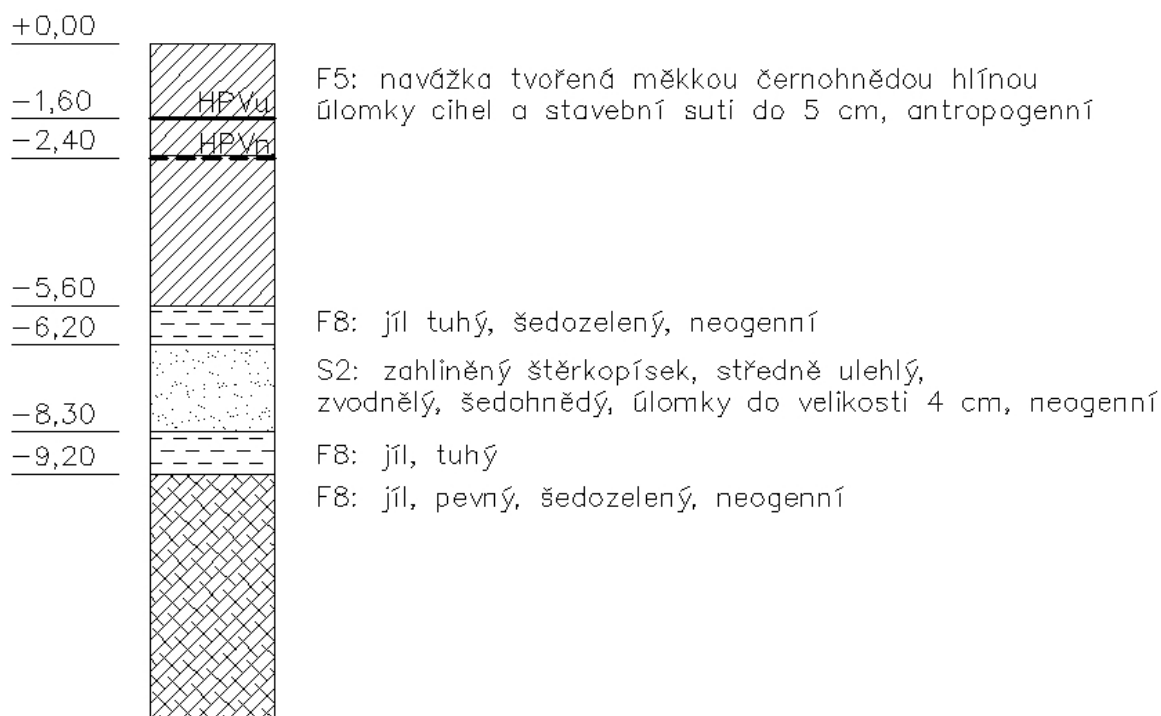 +0,00
F5: navážka tvořená měkkou černohnědou hlínou
−1,60 HPVu úlomky cihel a stavební suti do 5 cm, antropogenní
−2,40 HPVn
−5,60
−6,20 F8: jíl tuhý, šedozelený, neogenní
S2: zahliněný štěrkopísek, středně ulehlý,
−8,30 zvodnělý, šedohnědý, úlomky do velikosti 4 cm, neogenní
−9,20 F8: jíl, tuhý
F8: jíl, pevný, šedozelený, neogenní